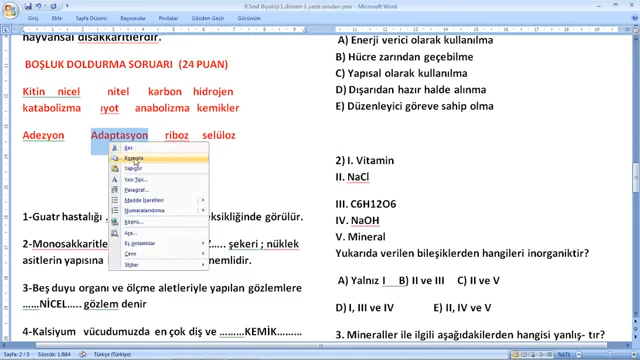 9.Sınıf Biyoloji 1.dönem 1.yazılı soruları yeni - Microsoft Word
Giriş Ekle Sayfa Düzeni Başvurular Postalar Gözden Geçir Görünüm
hayvansal disakkaritlerdir.
BOŞLUK DOLDURMA SORUARI (24 PUAN)
Kitin nicel nitel karbon hidrojen
katabolizma ıyot anabolizma kemikler
Adezyon Adaptasyon riboz selüloz
Kes
Kopyala
Yapıştır
Yazı Tipi...
Paragraf...
Madde İşaretleri
Numaralandırma
Köprü...
Ara...
Eş Anlamlılar
Çevir
Stiller
1-Guatr hastalığı eksikliğinde görülür.
2-Monosakkaritle Z….. şekeri ; nüklek
asitlerin yapısına nemlidir.
3-Beş duyu organı ve ölçme aletleriyle yapılan gözlemlere
……NİCEL…. gözlem denir
4-Kalsiyum vücudumuzda en çok diş ve ………KEMİK……
A) Enerji verici olarak kullanılma
B) Hücre zarından geçebilme
C) Yapısal olarak kullanılma
D) Dışarıdan hazır halde alınma
E) Düzenleyici göreve sahip olma
2) I. Vitamin
II. NaCl
III. C6H12O6
IV. NaOH
V. Mineral
Yukarıda verilen bileşiklerden hangileri inorganiktir?
A) Yalnız I B) II ve III C) II ve V
D) I, III ve IV E) II, IV ve V
3. Mineraller ile ilgili aşağıdakilerden hangisi yanlış- tır?
Sayfa: 2 / 3 Sözcük: 1/864 Türkçe (Türkiye) %170